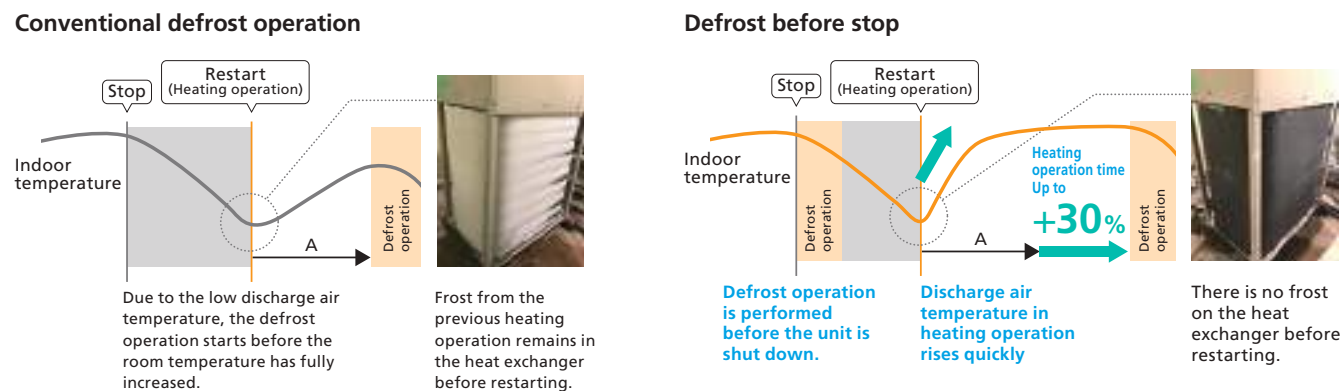 Conventional defrost operation
Stop
Restart
(Heating operation)
Indoor
temperature
A
Defrost
operation
Due to the low discharge air
temperature, the defrost
operation starts before the
room temperature has fully
increased.
Frost from the
previous heating
operation remains in
the heat exchanger
before restarting.
Defrost before stop
Stop
Restart
(Heating operation)
Indoor
temperature
Defrost
operation
A
Heating
operation time
Up to
+30%
Defrost
operation
Defrost operation
is performed
before the unit is
shut down.
Discharge air
temperature in
heating operation
rises quickly
There is no frost
on the heat
exchanger before
restarting.